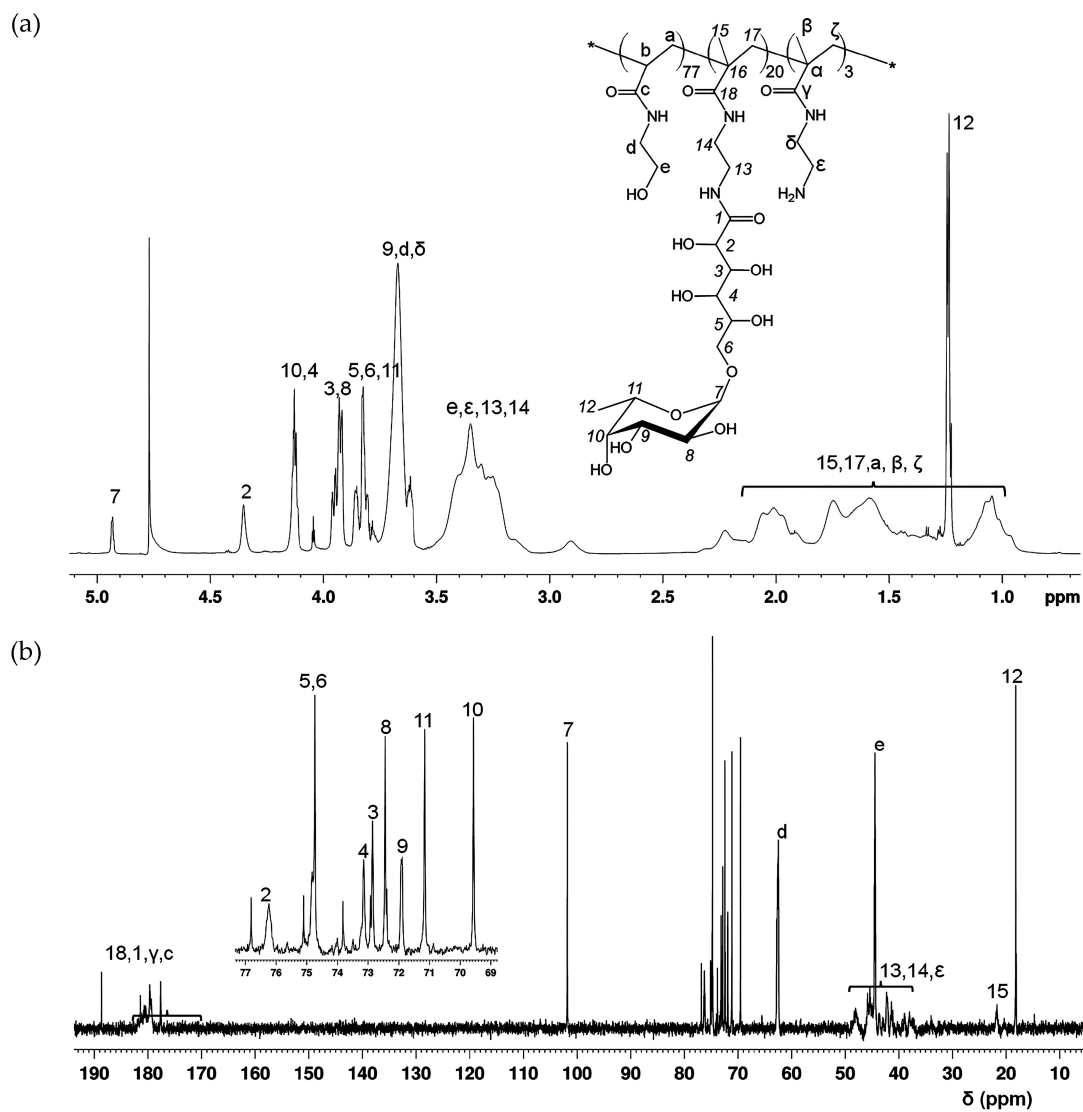 (a)
15 17 β ζ
b a
* 77 16 20 α 3 *
O c O 18 O γ
NH NH NH
d 14 δ
e 13 ε
HO NH H₂N
1 O
HO 2
3 OH
HO 4
5 OH
6
O
11 7
12 O
10 HO 9 OH
OH 8
7
2
10,4
3,8
5,6,11
9,d,δ
e,ε,13,14
15,17,a, β, ζ
12
5.0 4.5 4.0 3.5 3.0 2.5 2.0 1.5 1.0 ppm
(b)
18,1,γ,c
2
5,6
4
3
8
9
11
10
77 76 75 74 73 72 71 70 69
7
d
e
13,14,ε
15
12
190 180 170 160 150 140 130 120 110 100 90 80 70 60 50 40 30 20 10
δ (ppm)